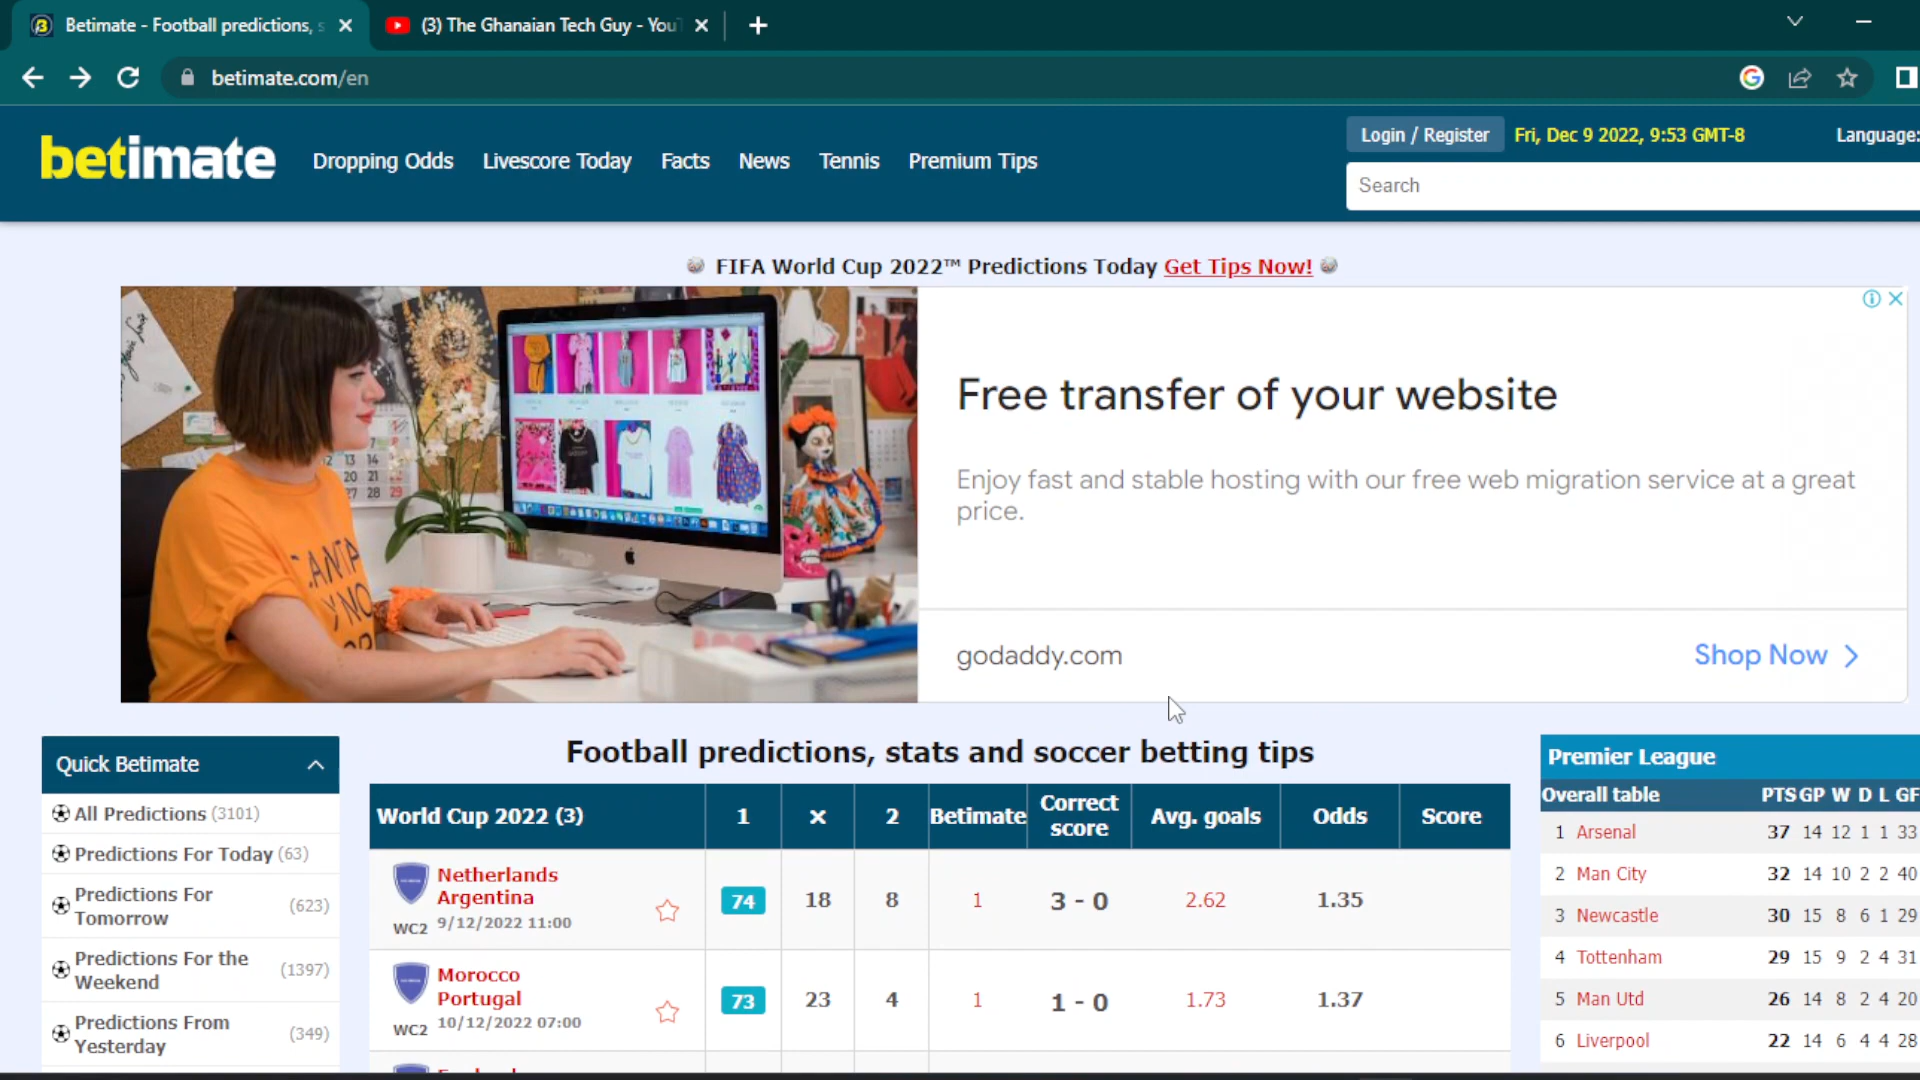 Betimate - Football predictions, s
(3) The Ghanaian Tech Guy - YouT
betimate.com/en
betimate
Dropping Odds
Livescore Today
Facts
News
Tennis
Premium Tips
Login / Register
Fri, Dec 9 2022, 9:53 GMT-8
Language:
Search
FIFA World Cup 2022™ Predictions Today Get Tips Now!
Free transfer of your website
Enjoy fast and stable hosting with our free web migration service at a great
price.
godaddy.com
Shop Now
Quick Betimate
All Predictions (3101)
Predictions For Today (63)
Predictions For
Tomorrow (623)
Predictions For the
Weekend (1397)
Predictions From
Yesterday (349)
Football predictions, stats and soccer betting tips
World Cup 2022 (3) 1 x 2 Betimate Correct score Avg. goals Odds Score
Netherlands
Argentina
WC2 9/12/2022 11:00
74 18 8 1 3 - 0 2.62 1.35
Morocco
Portugal
WC2 10/12/2022 07:00
73 23 4 1 1 - 0 1.73 1.37
Premier League
Overall table PTS GP W D L GF
1 Arsenal 37 14 12 1 1 33
2 Man City 32 14 10 2 2 40
3 Newcastle 30 15 8 6 1 29
4 Tottenham 29 15 9 2 4 31
5 Man Utd 26 14 8 2 4 20
6 Liverpool 22 14 6 4 4 28